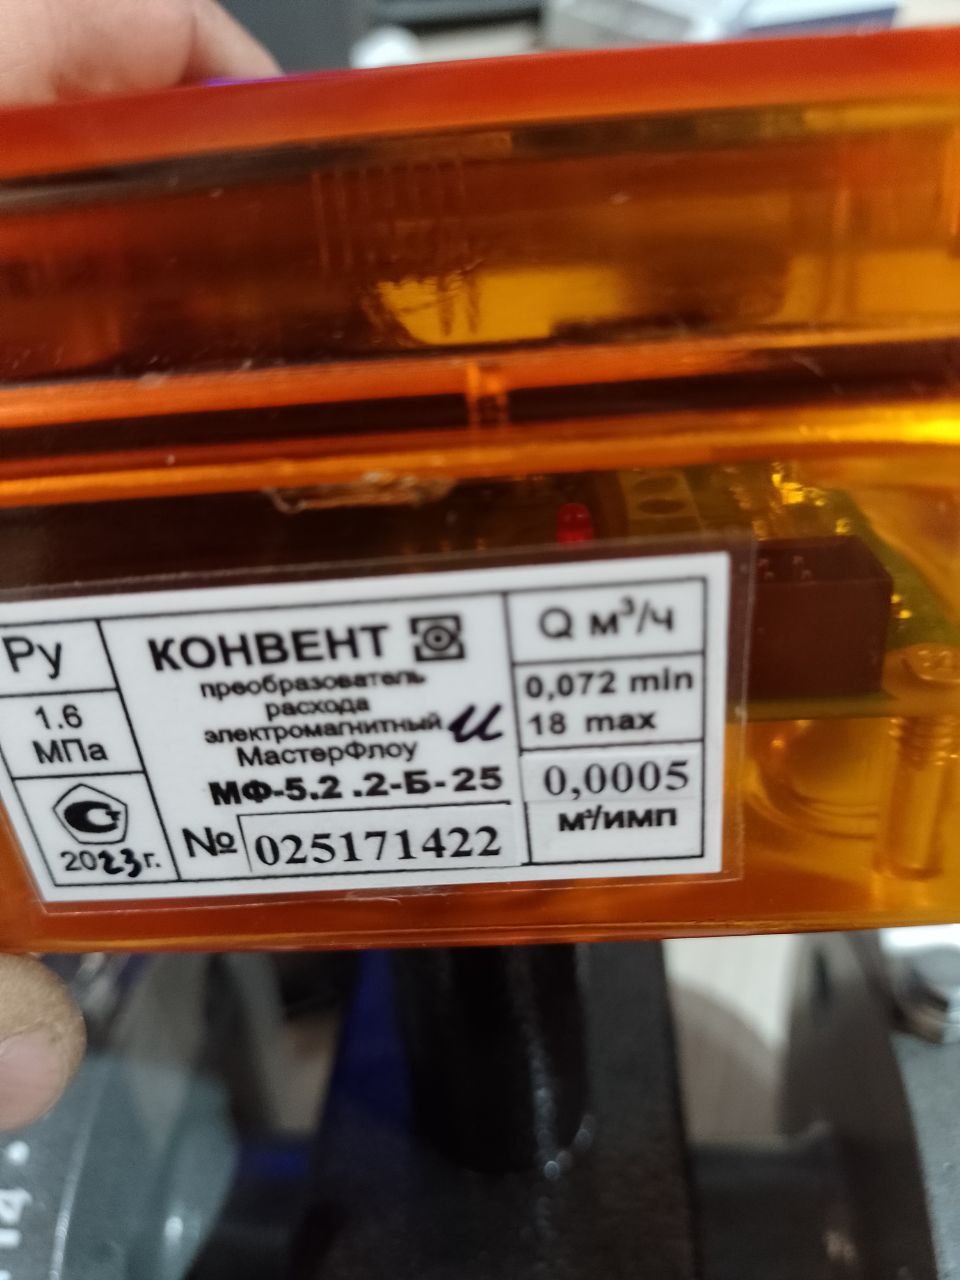 Ру
1.6
МПа
2023г.
КОНВЕНТ
преобразователь
расхода
электромагнитный и
МастерФлоу
МФ-5.2.2-Б-25
№ 025171422
Q м³/ч
0,072 min
18 max
0,0005
м³/имп